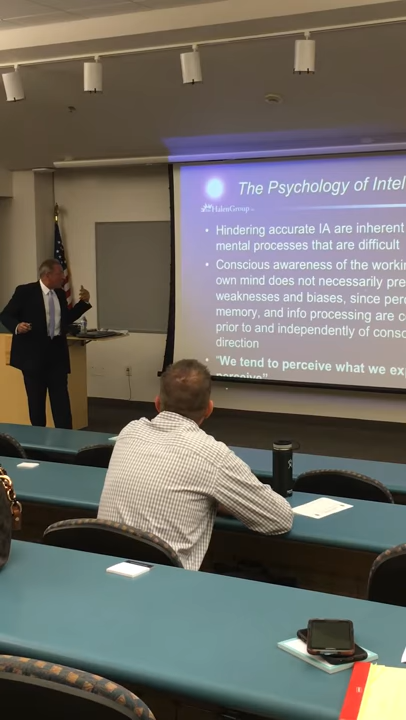 The Psychology of Intel
HalenGroup
• Hindering accurate IA are inherent
mental processes that are difficult
• Conscious awareness of the workin
own mind does not necessarily pre
weaknesses and biases, since perc
memory, and info processing are c
prior to and independently of consc
direction
• "We tend to perceive what we ex
perceive"